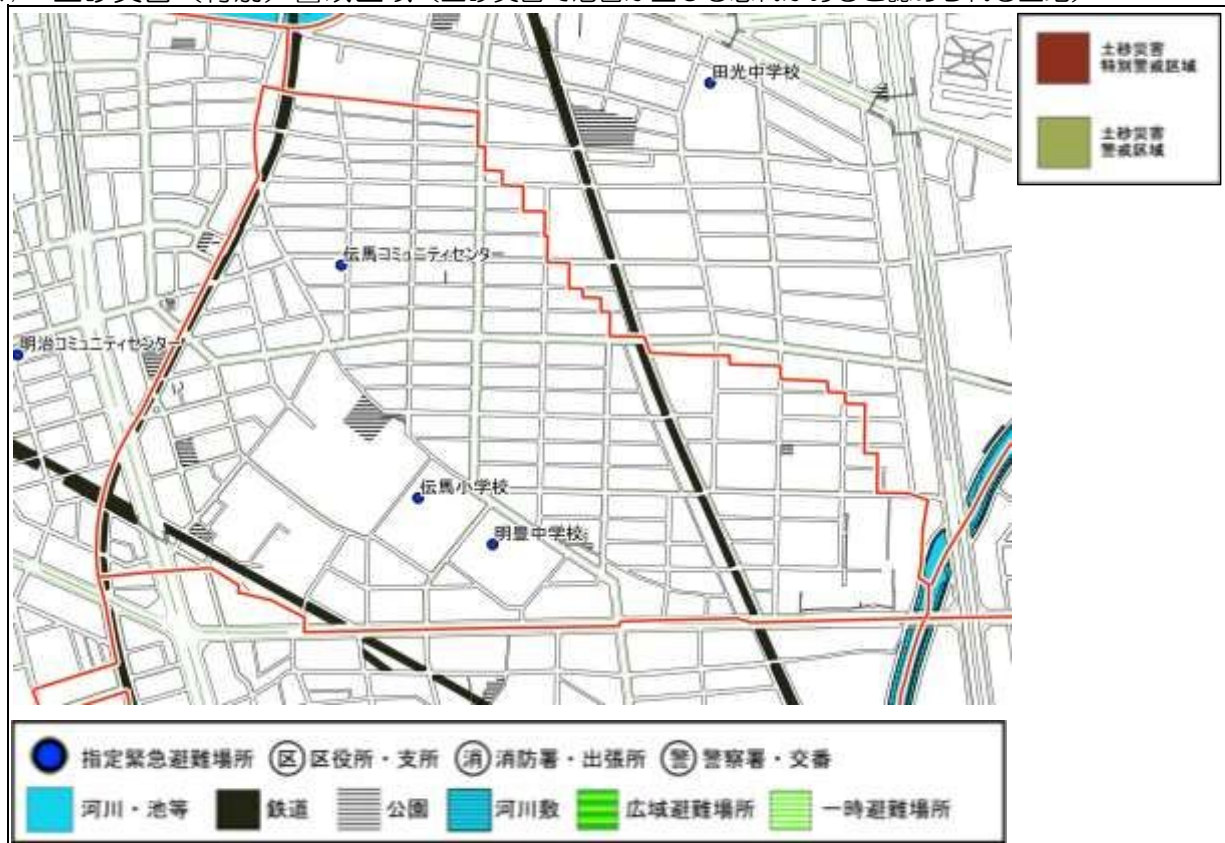 田光中学校
土砂災害
特別警戒区域
土砂災害
警戒区域
伝馬コミュニティセンター
明治コミュニティセンター
伝馬小学校
明豊中学校
指定緊急避難場所 区 区役所・支所 消 消防署・出張所 警 警察署・交番
河川・池等 鉄道 公園 河川敷 広域避難場所 一時避難場所